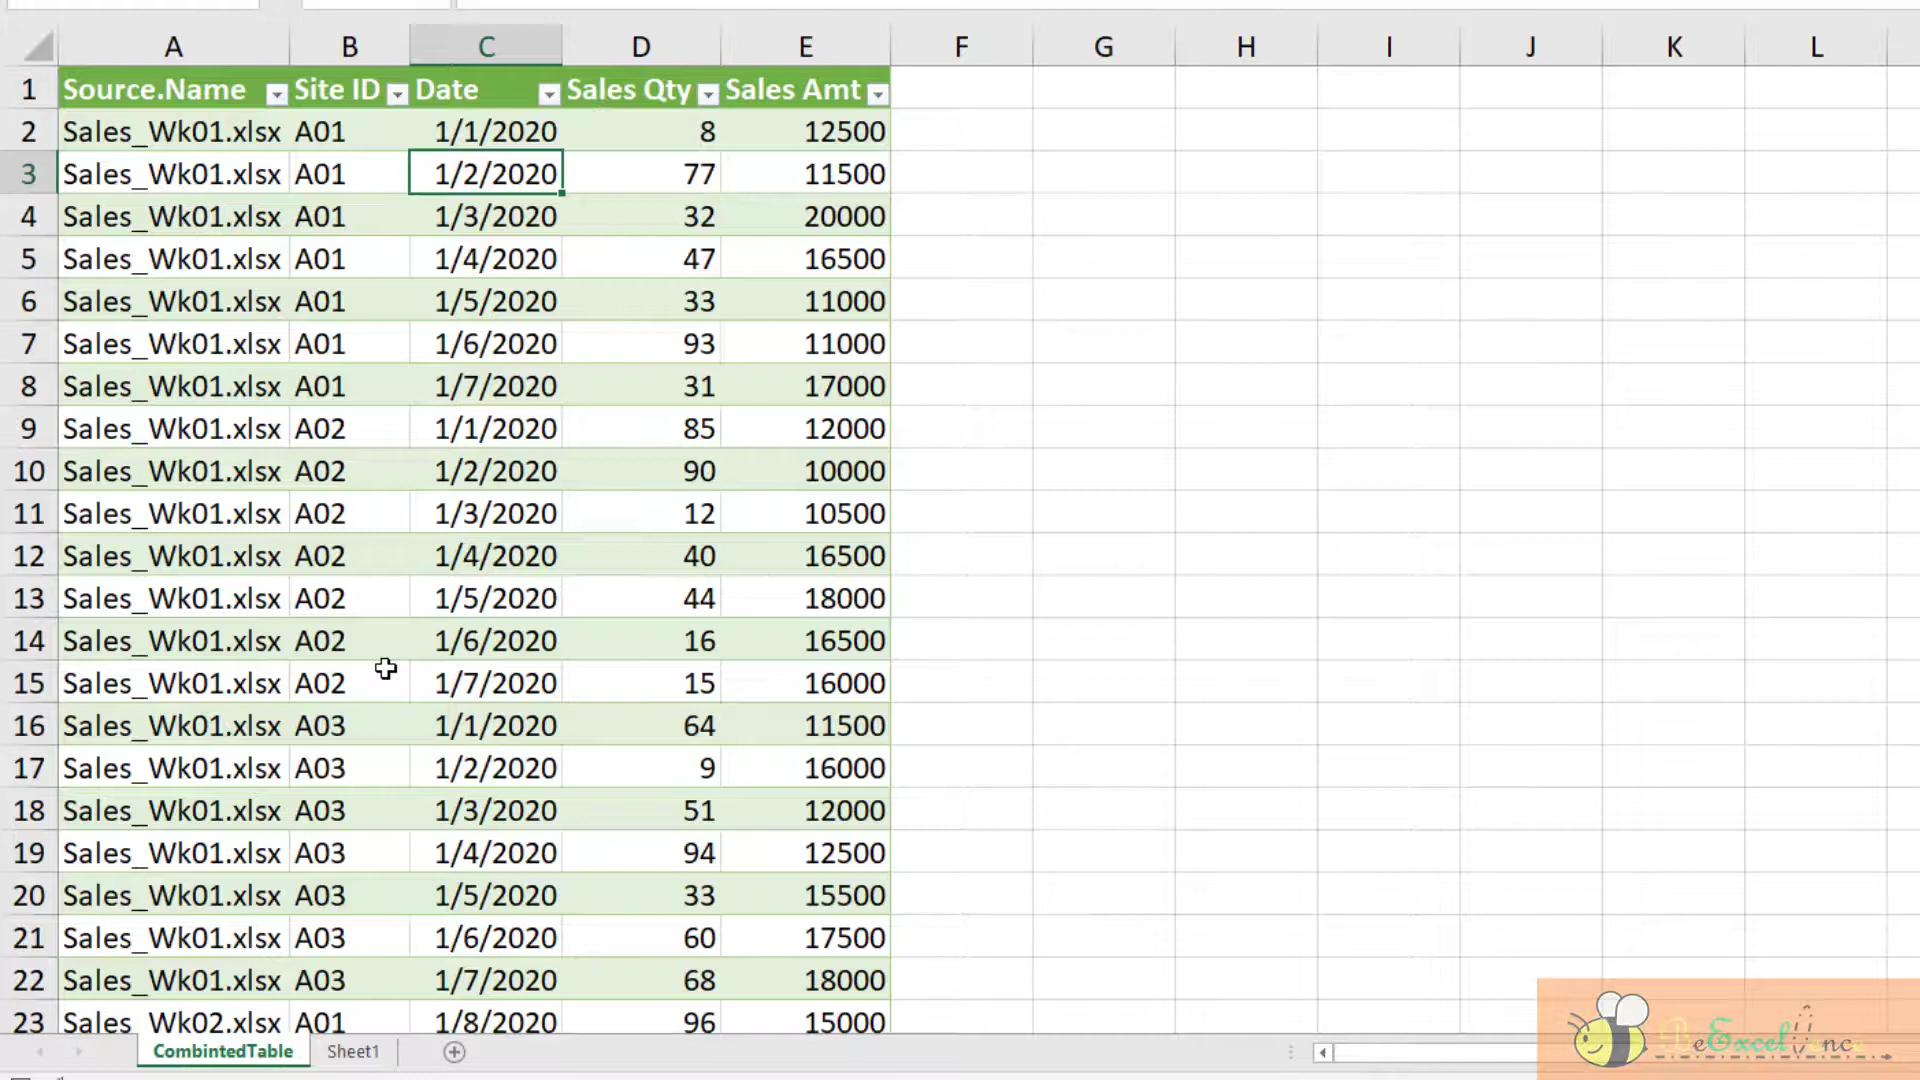 A B C D E F G H I J K L
1 Source.Name Site ID Date Sales Qty Sales Amt
2 Sales_Wk01.xlsx A01 1/1/2020 8 12500
3 Sales_Wk01.xlsx A01 1/2/2020 77 11500
4 Sales_Wk01.xlsx A01 1/3/2020 32 20000
5 Sales_Wk01.xlsx A01 1/4/2020 47 16500
6 Sales_Wk01.xlsx A01 1/5/2020 33 11000
7 Sales_Wk01.xlsx A01 1/6/2020 93 11000
8 Sales_Wk01.xlsx A01 1/7/2020 31 17000
9 Sales_Wk01.xlsx A02 1/1/2020 85 12000
10 Sales_Wk01.xlsx A02 1/2/2020 90 10000
11 Sales_Wk01.xlsx A02 1/3/2020 12 10500
12 Sales_Wk01.xlsx A02 1/4/2020 40 16500
13 Sales_Wk01.xlsx A02 1/5/2020 44 18000
14 Sales_Wk01.xlsx A02 1/6/2020 16 16500
15 Sales_Wk01.xlsx A02 1/7/2020 15 16000
16 Sales_Wk01.xlsx A03 1/1/2020 64 11500
17 Sales_Wk01.xlsx A03 1/2/2020 9 16000
18 Sales_Wk01.xlsx A03 1/3/2020 51 12000
19 Sales_Wk01.xlsx A03 1/4/2020 94 12500
20 Sales_Wk01.xlsx A03 1/5/2020 33 15500
21 Sales_Wk01.xlsx A03 1/6/2020 60 17500
22 Sales_Wk01.xlsx A03 1/7/2020 68 18000
23 Sales_Wk02.xlsx A01 1/8/2020 96 15000
CombintedTable Sheet1